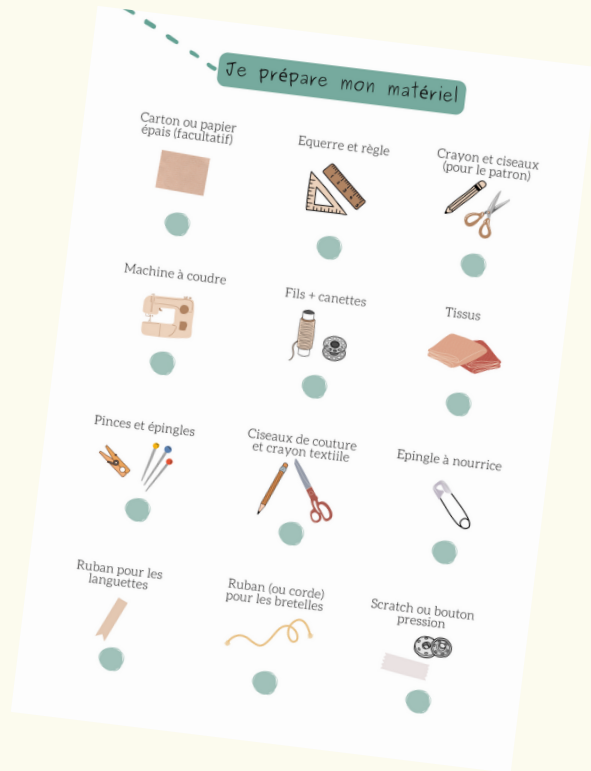 Je prépare mon matériel
Carton ou papier
épais (facultatif)
Equerre et règle
Crayon et ciseaux
(pour le patron)
Machine à coudre
Fils + canettes
Tissus
Pinces et épingles
Ciseaux de couture
et crayon textiile
Epingle à nourrice
Ruban pour les
languettes
Ruban (ou corde)
pour les bretelles
Scratch ou bouton
pression